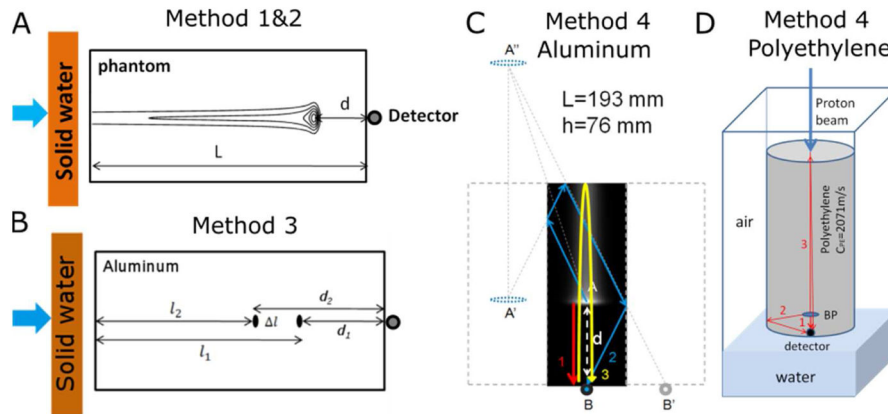 A
Method 1&2
Solid water
phantom
d
Detector
L
B
Method 3
Solid water
Aluminum
d2
l2
Δl
d1
l1
C
Method 4
Aluminum
A''
L=193 mm
h=76 mm
A
A'
d
1
2
3
B
B'
D
Method 4
Polyethylene
Proton
beam
air
Polyethylene
CPE=2071m/s
3
BP
2
1
detector
water